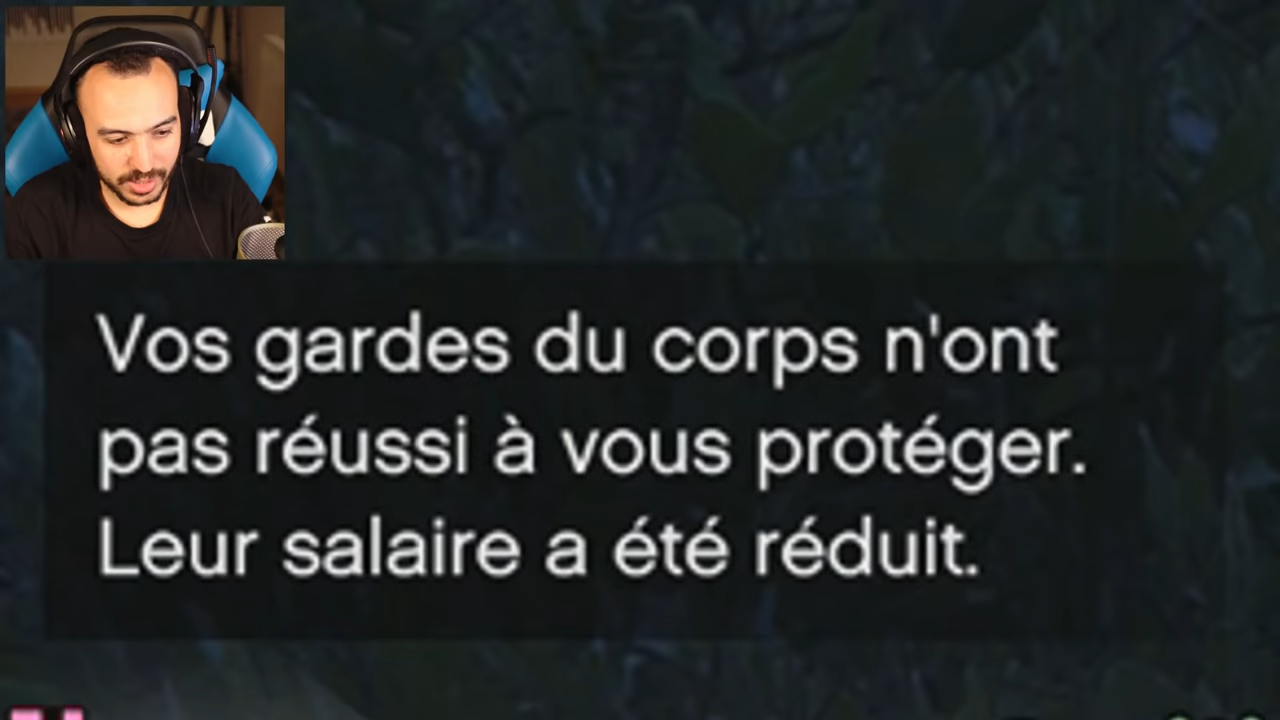 Vos gardes du corps n'ont
pas réussi à vous protéger.
Leur salaire a été réduit.